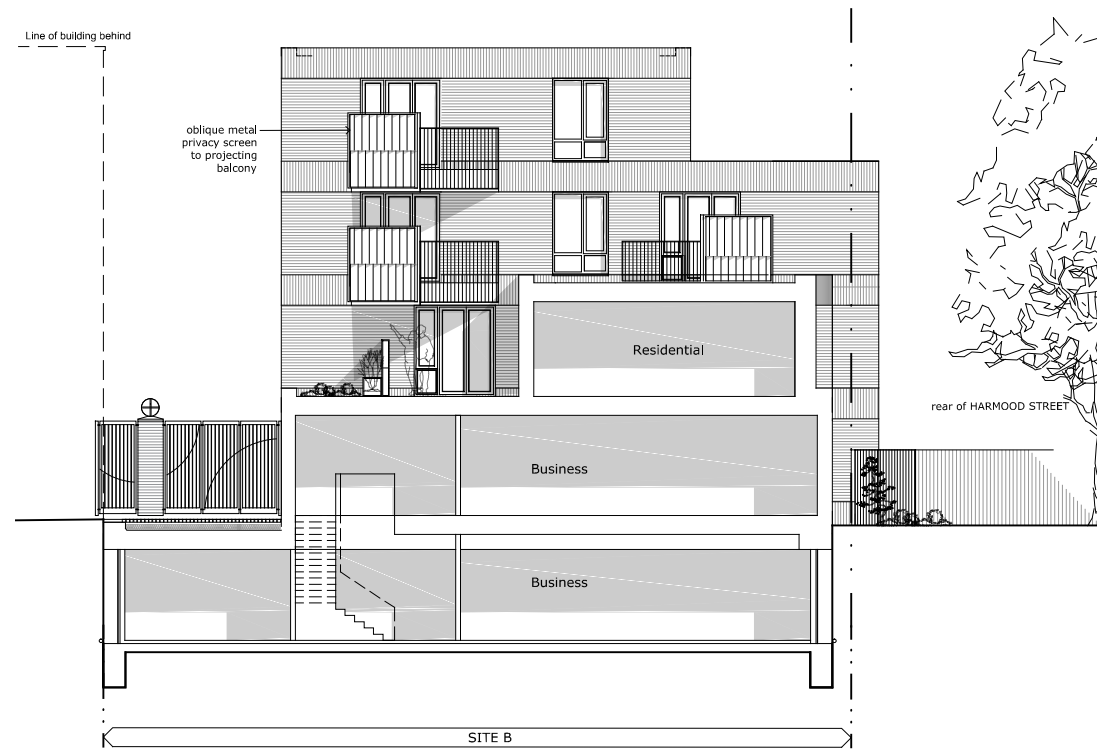 Line of building behind
oblique metal
privacy screen
to projecting
balcony
Residential
rear of HARMOOD STREET
Business
Business
SITE B